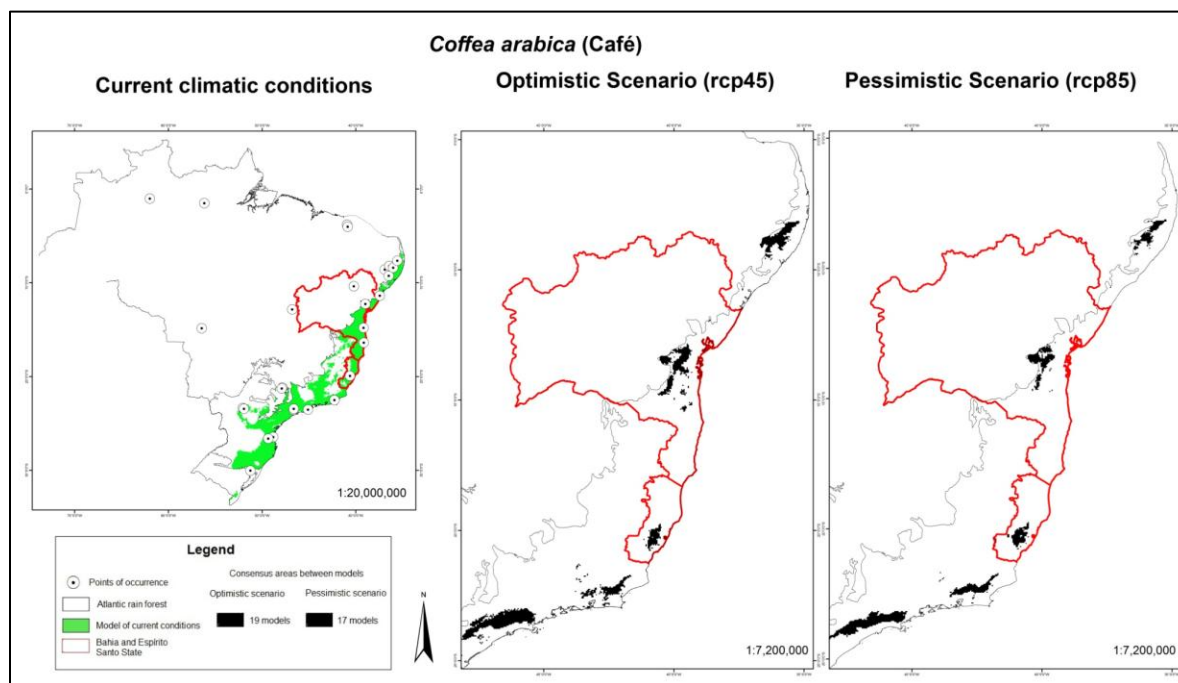 Coffea arabica (Café)
Current climatic conditions
Optimistic Scenario (rcp45)
Pessimistic Scenario (rcp85)
1:20,000,000
Legend
Points of occurrence
Atlantic rain forest
Model of current conditions
Bahia and Espírito
Santo State
Consensus areas between models
Optimistic scenario
Pessimistic scenario
19 models
17 models
N
1:7,200,000
1:7,200,000